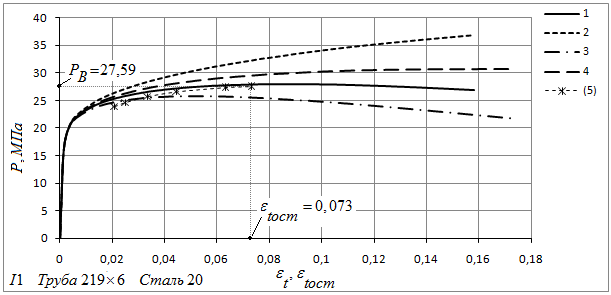 40
35
30
25
20
15
10
5
0
P, МПа
P_B = 27,59
ε_tост = 0,073
0 0,02 0,04 0,06 0,08 0,1 0,12 0,14 0,16 0,18
ε_t, ε_tост
I1 Труба 219×6 Сталь 20
1
2
3
4
(5)